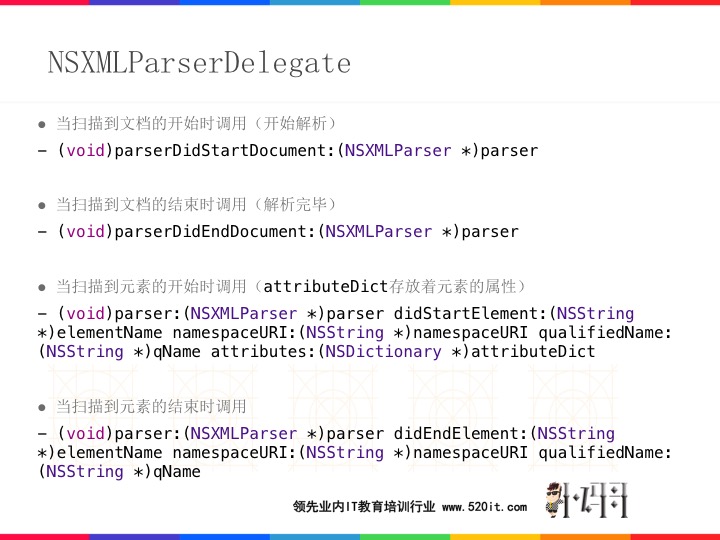 NSXMLParserDelegate
● 当扫描到文档的开始时调用（开始解析）
- (void)parserDidStartDocument:(NSXMLParser *)parser
● 当扫描到文档的结束时调用（解析完毕）
- (void)parserDidEndDocument:(NSXMLParser *)parser
● 当扫描到元素的开始时调用（attributeDict存放着元素的属性）
- (void)parser:(NSXMLParser *)parser didStartElement:(NSString
*)elementName namespaceURI:(NSString *)namespaceURI qualifiedName:
(NSString *)qName attributes:(NSDictionary *)attributeDict
● 当扫描到元素的结束时调用
- (void)parser:(NSXMLParser *)parser didEndElement:(NSString
*)elementName namespaceURI:(NSString *)namespaceURI qualifiedName:
(NSString *)qName
领先业内IT教育培训行业 www.520it.com
小码哥